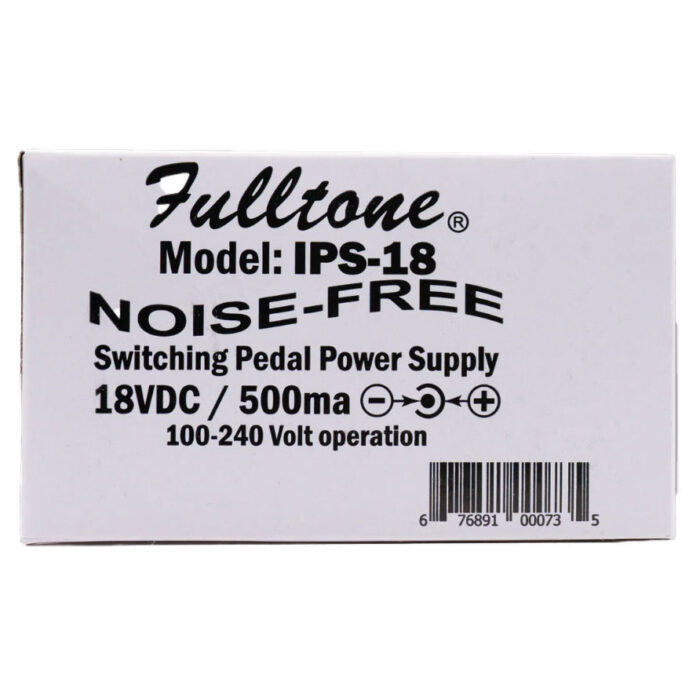 Fulltone®
Model: IPS-18
NOISE-FREE
Switching Pedal Power Supply
18VDC / 500ma
100-240 Volt operation
6 76891 00073 5